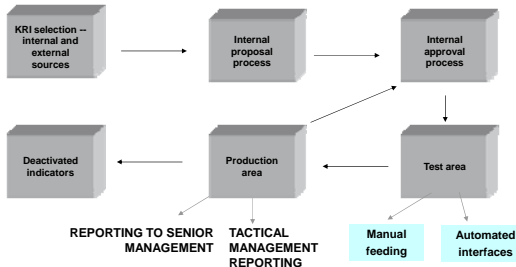 KRI selection --
internal and
external
sources
Internal
proposal
process
Internal
approval
process
Deactivated
indicators
Production
area
Test area
REPORTING TO SENIOR
MANAGEMENT
TACTICAL
MANAGEMENT
REPORTING
Manual
feeding
Automated
interfaces